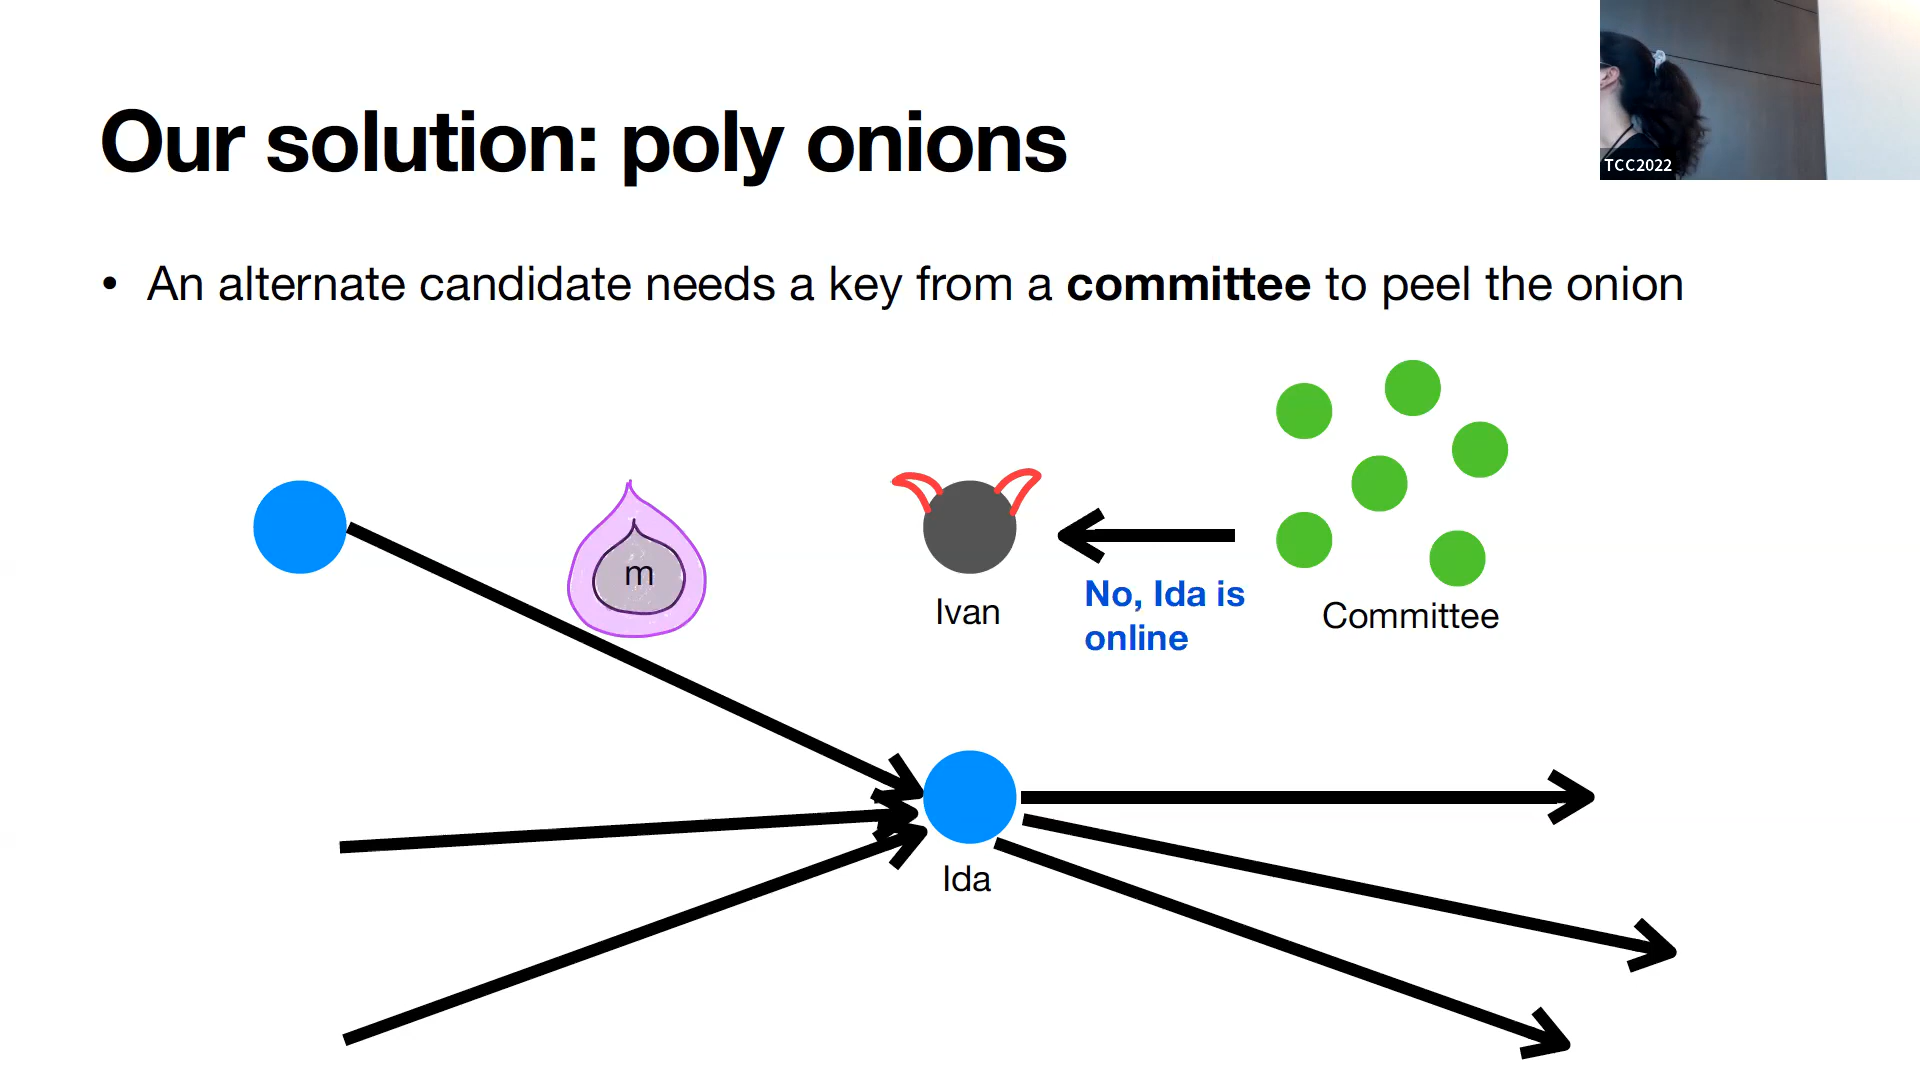 Our solution: poly onions
TCC2022
• An alternate candidate needs a key from a committee to peel the onion
m
Ivan
No, Ida is
online
Committee
Ida